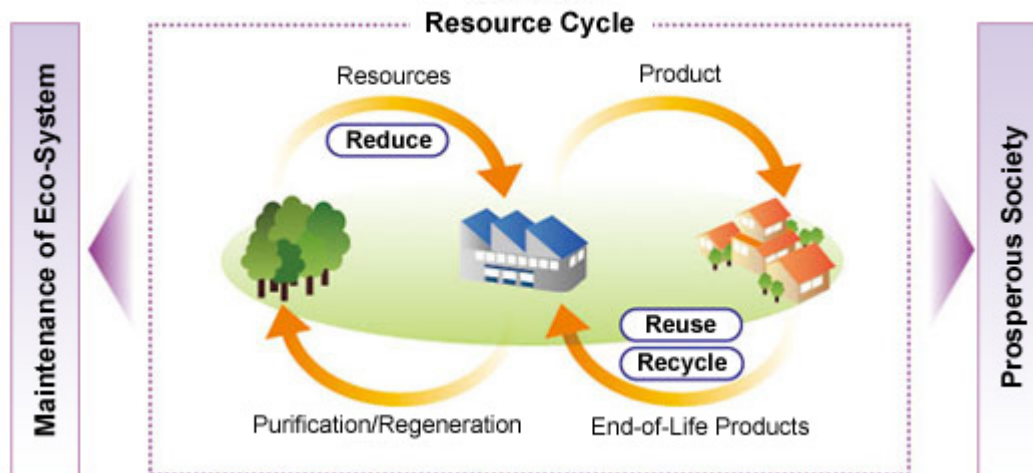 Resource Cycle
Maintenance of Eco-System
Resources
Product
Reduce
Reuse
Recycle
Purification/Regeneration
End-of-Life Products
Prosperous Society